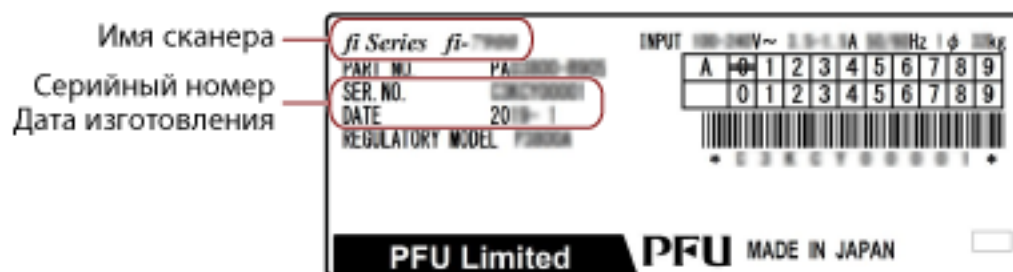 Имя сканера
Серийный номер
Дата изготовления
fi Series fi-
PART NO. PA
SER. NO.
DATE 20
REGULATORY MODEL
INPUT V~ A Hz 1 φ kg
A 0 1 2 3 4 5 6 7 8 9
0 1 2 3 4 5 6 7 8 9
PFU Limited
PFU MADE IN JAPAN